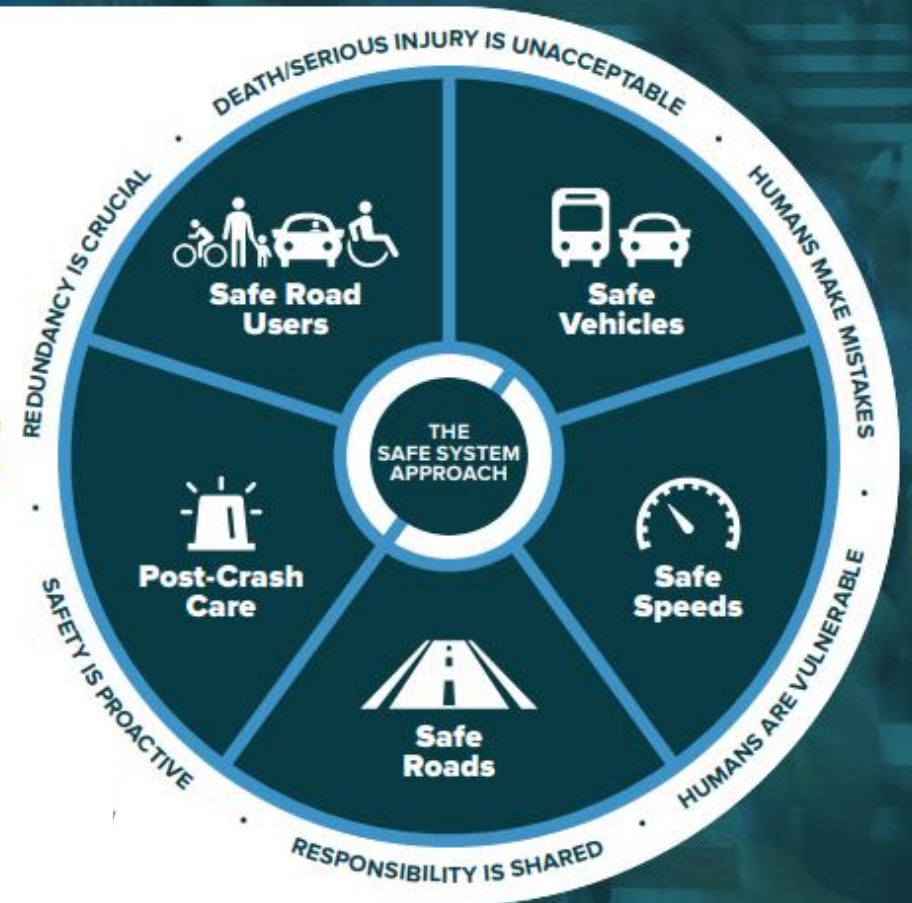 DEATH/SERIOUS INJURY IS UNACCEPTABLE
HUMANS MAKE MISTAKES
HUMANS ARE VULNERABLE
RESPONSIBILITY IS SHARED
SAFETY IS PROACTIVE
REDUNDANCY IS CRUCIAL
Safe Road
Users
Safe
Vehicles
THE
SAFE SYSTEM
APPROACH
Post-Crash
Care
Safe
Speeds
Safe
Roads